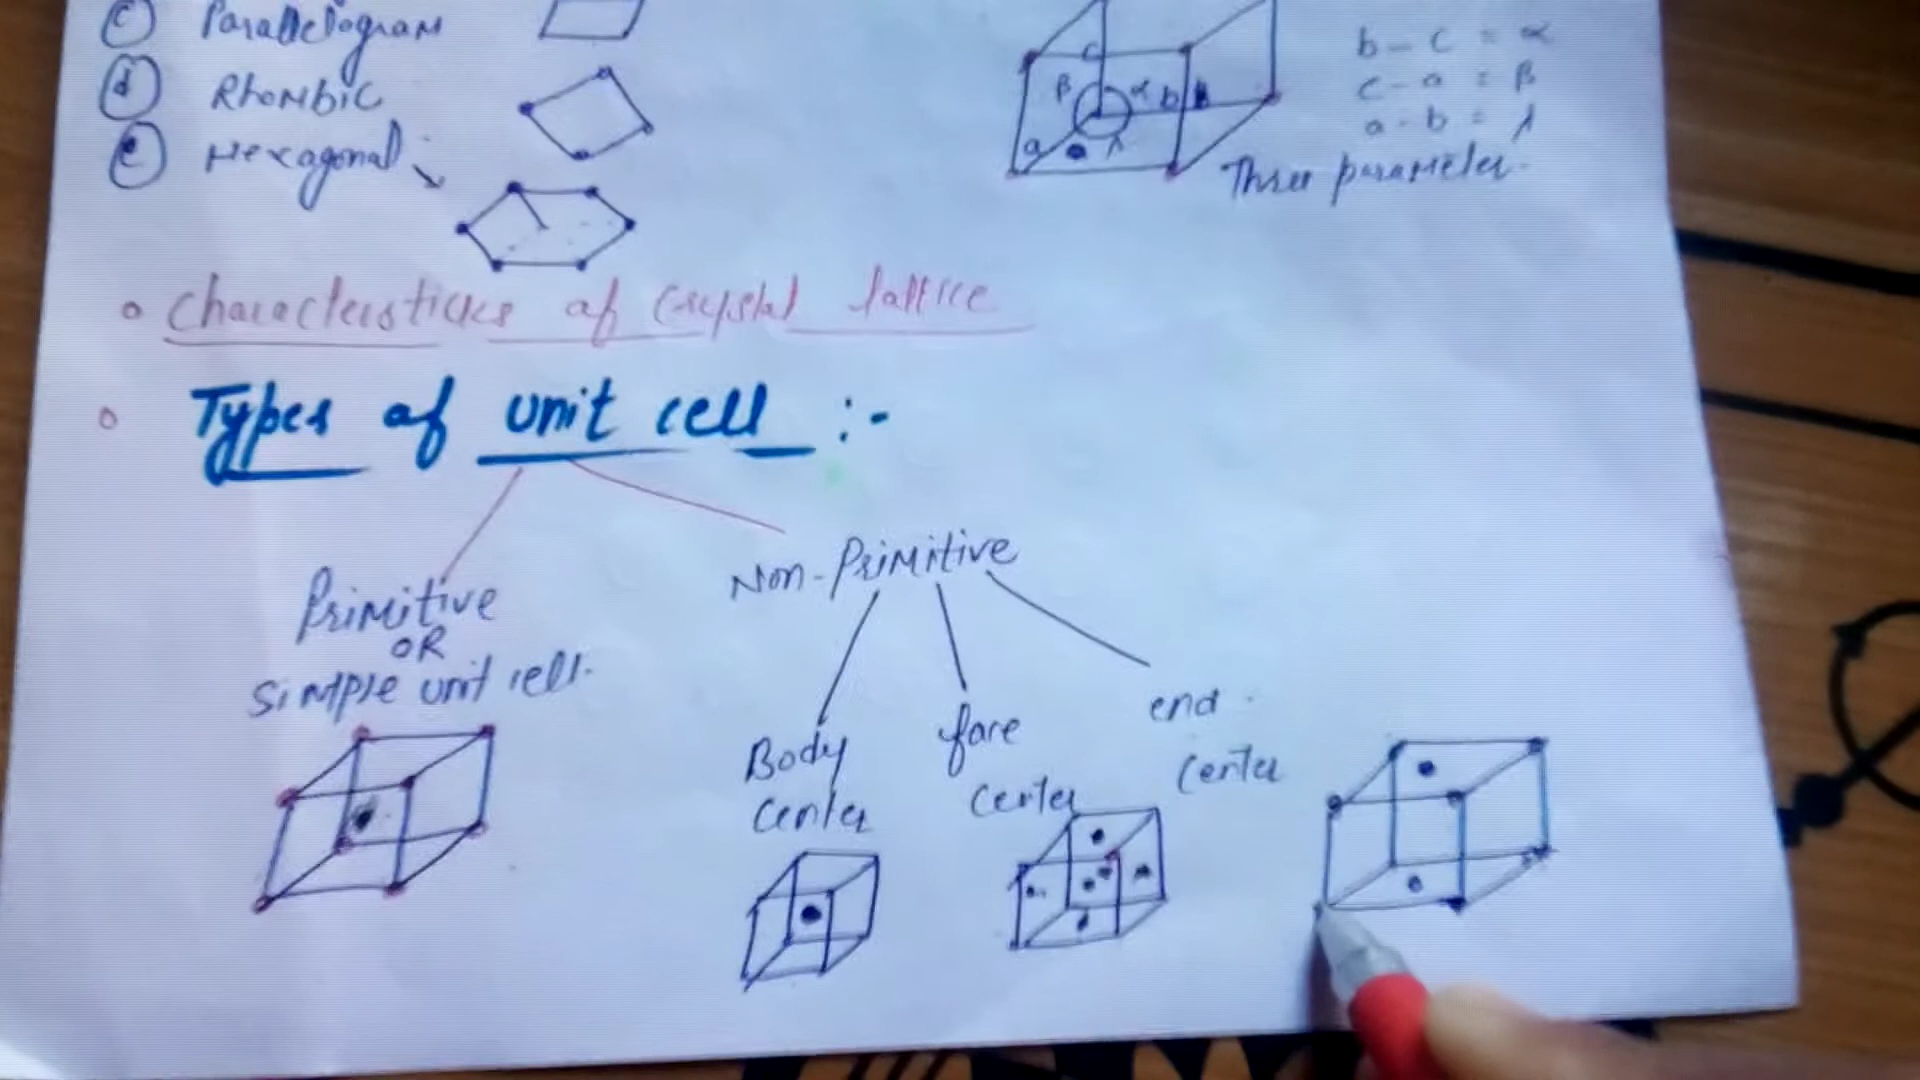 c Parallelogram
d Rhombic
e Hexagonal
c
β α b
a λ
b - c = α
c - a = β
a - b = λ
Three parameter.
characteristicks of crystal lattice
Types of unit cell :-
Primitive
OR
simple unit cell.
Non-Primitive
Body
center
face
center
end
center